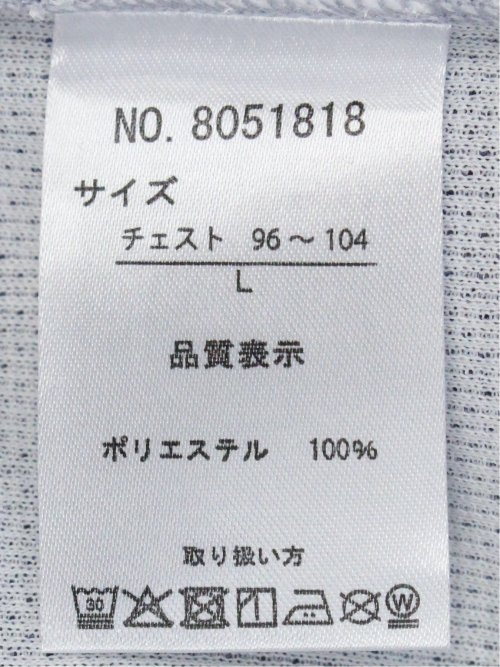 NO. 8051818
サイズ
チェスト 96～104
L
品質表示
ポリエステル 100%
取り扱い方
30 W